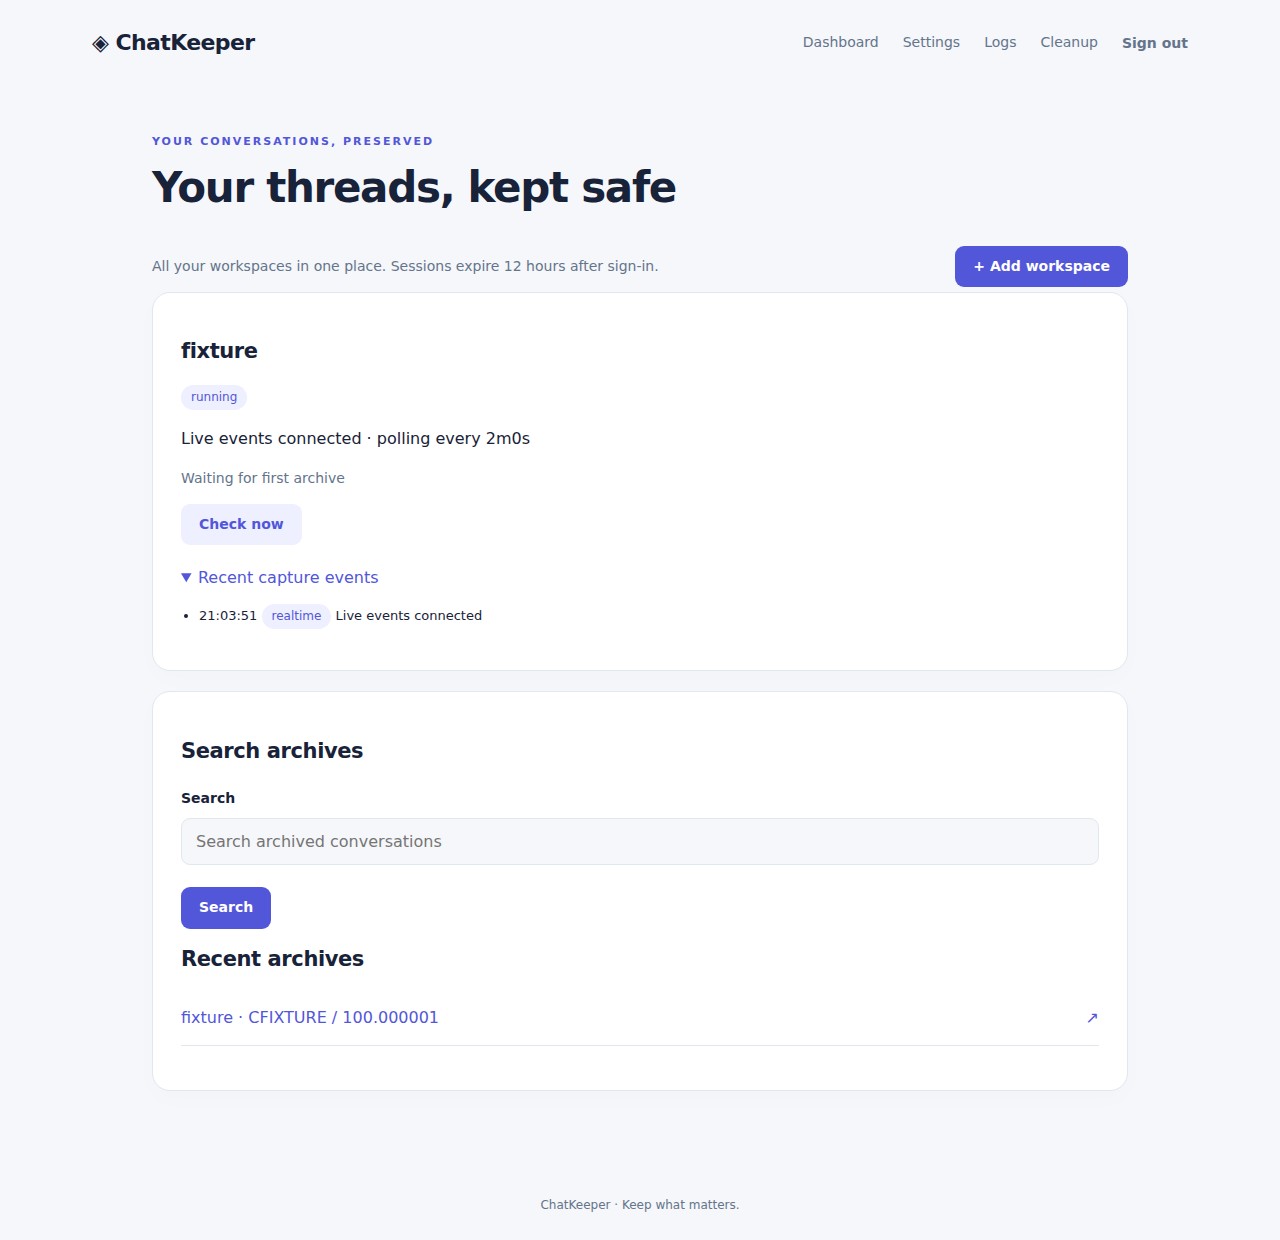 ◈ ChatKeeper
Dashboard Settings Logs Cleanup Sign out
YOUR CONVERSATIONS, PRESERVED
Your threads, kept safe
All your workspaces in one place. Sessions expire 12 hours after sign-in.
+ Add workspace
fixture
running
Live events connected · polling every 2m0s
Waiting for first archive
Check now
▼ Recent capture events
• 21:03:51 realtime Live events connected
Search archives
Search
Search archived conversations
Search
Recent archives
fixture · CFIXTURE / 100.000001 ↗
ChatKeeper · Keep what matters.